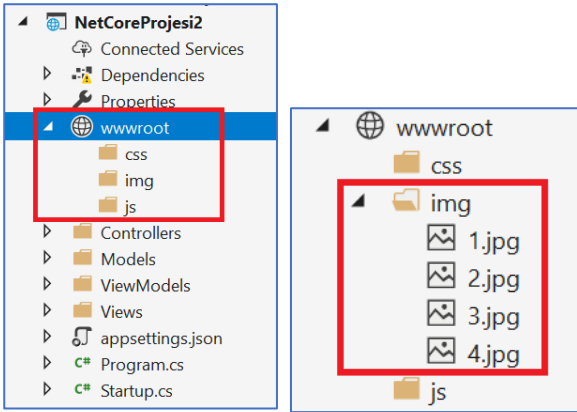 NetCoreProjesi2
Connected Services
Dependencies
Properties
wwwroot
css
img
js
Controllers
Models
ViewModels
Views
appsettings.json
C# Program.cs
C# Startup.cs
wwwroot
css
img
1.jpg
2.jpg
3.jpg
4.jpg
js